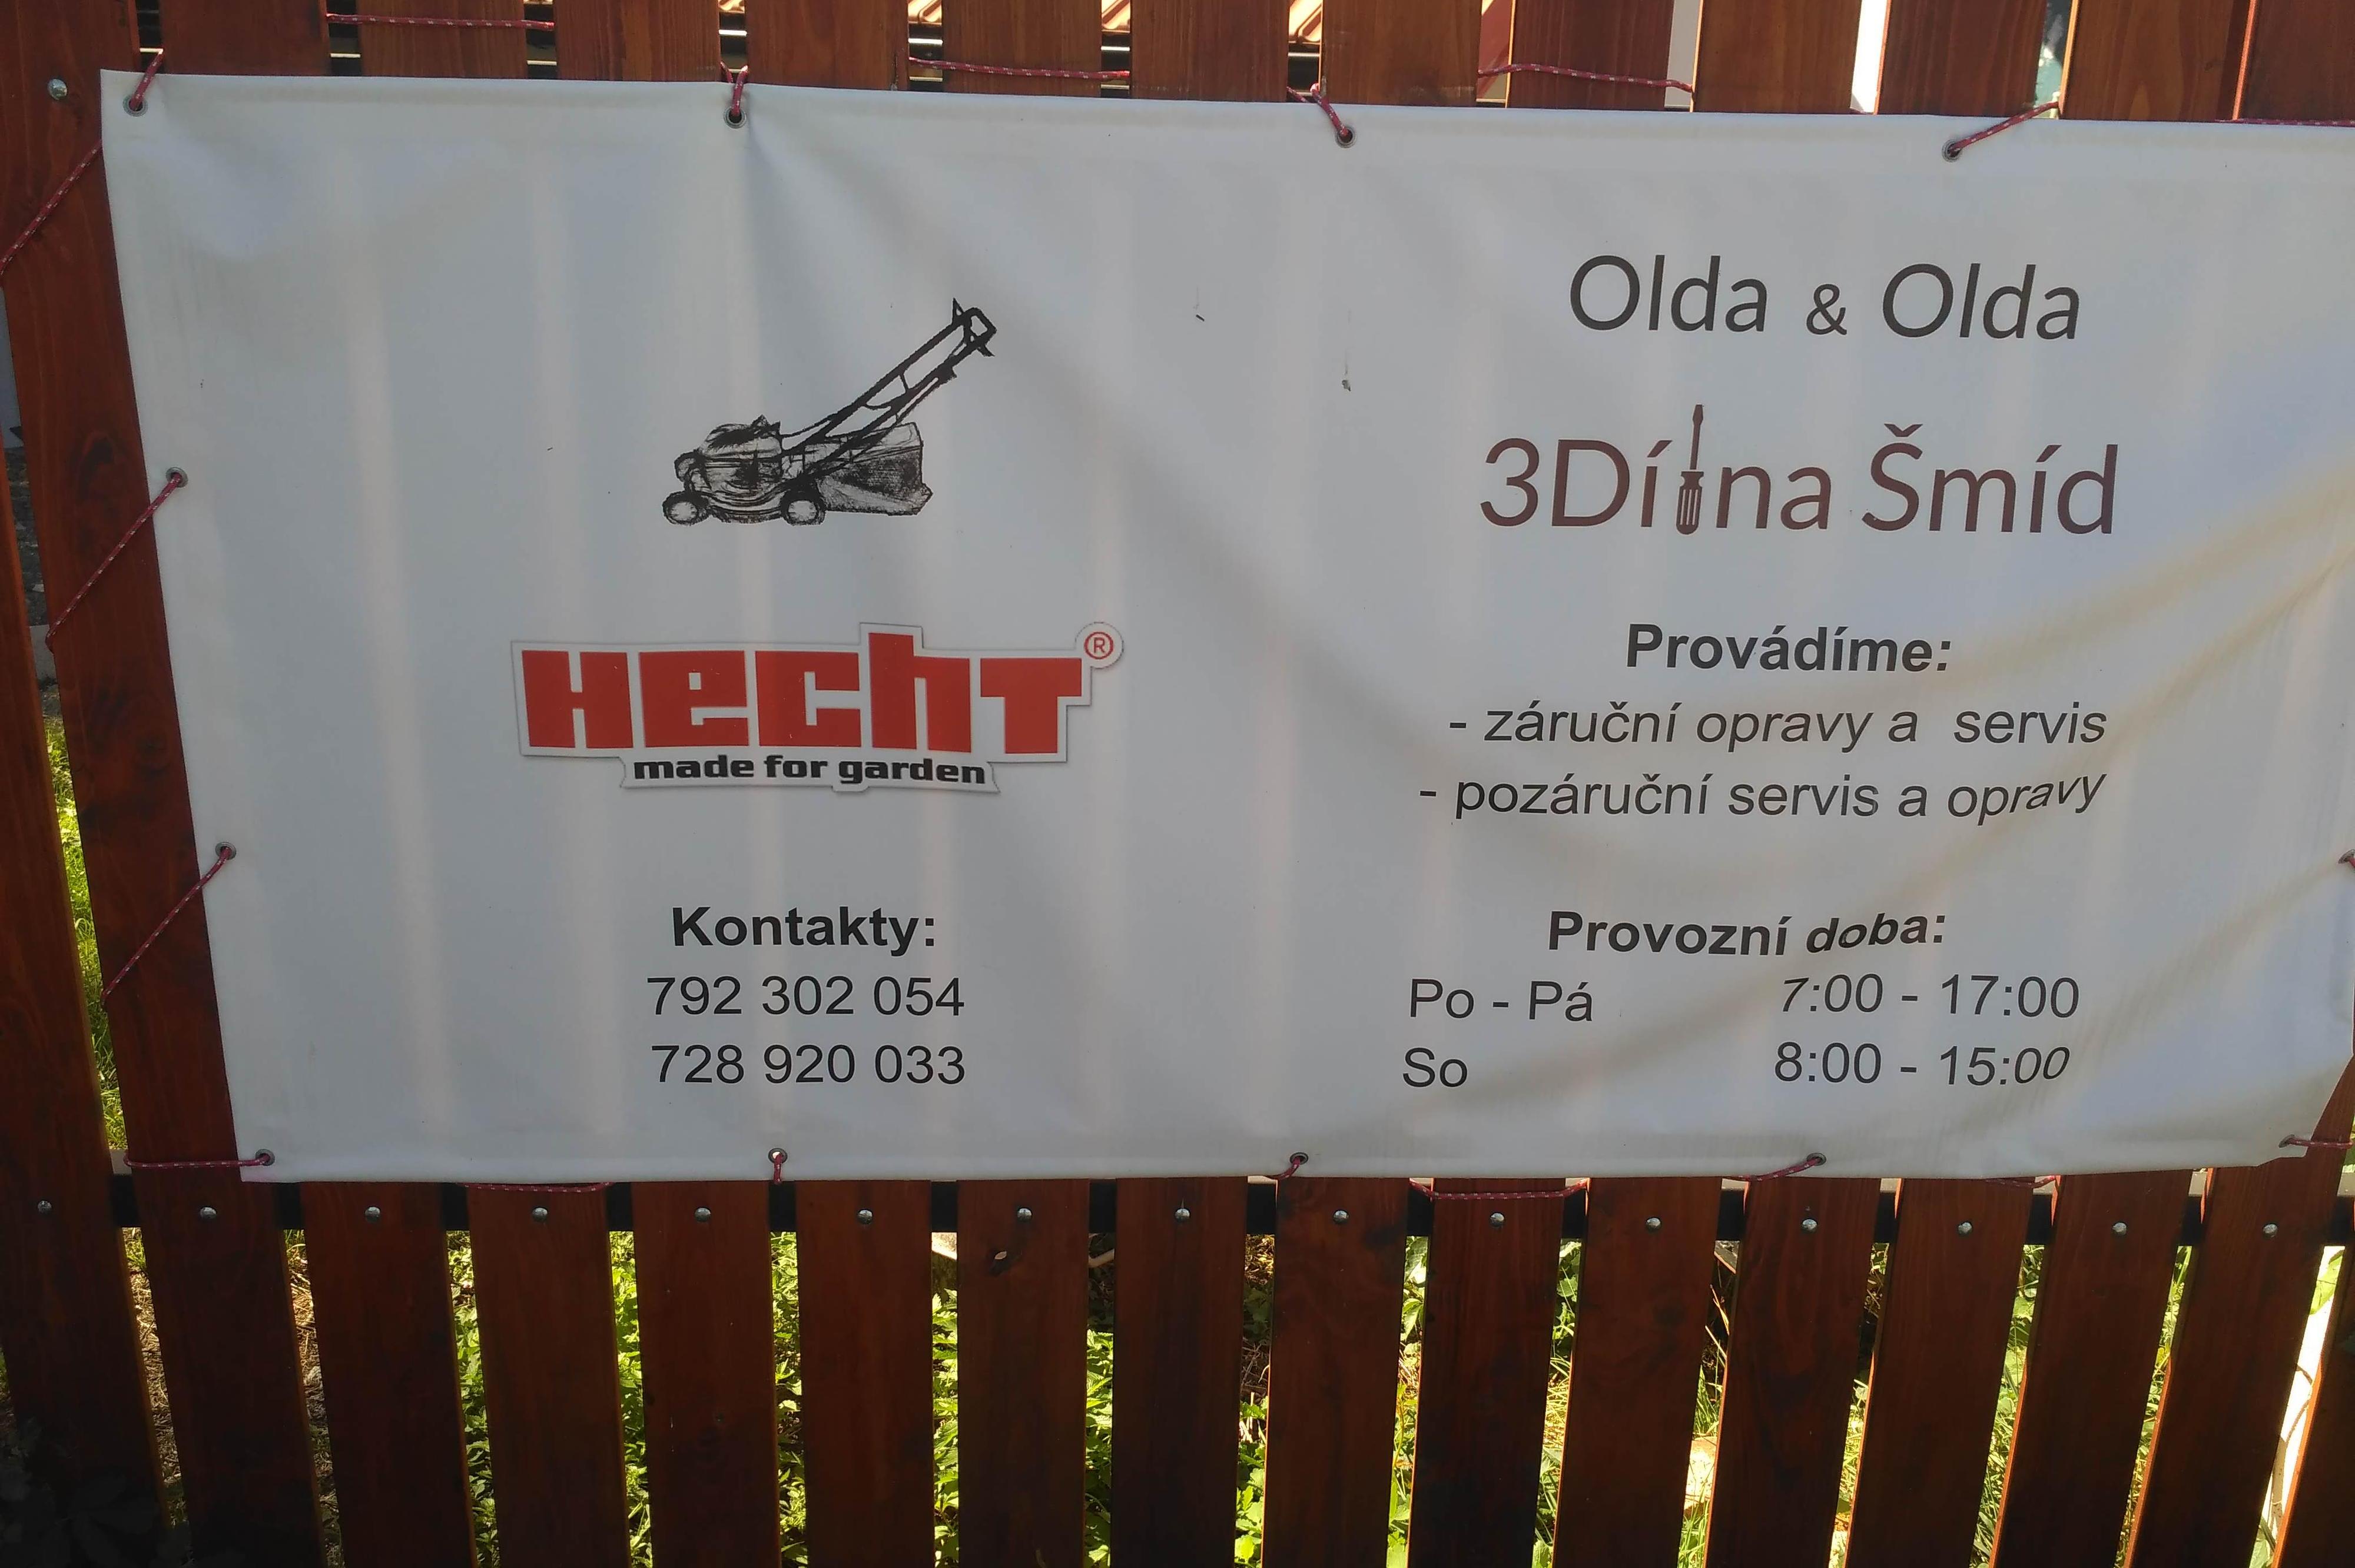 Olda & Olda
3Dílna Šmíd
HechT®
made for garden
Provádíme:
- záruční opravy a servis
- pozáruční servis a opravy
Kontakty:
792 302 054
728 920 033
Provozní doba:
Po - Pá 7:00 - 17:00
So 8:00 - 15:00